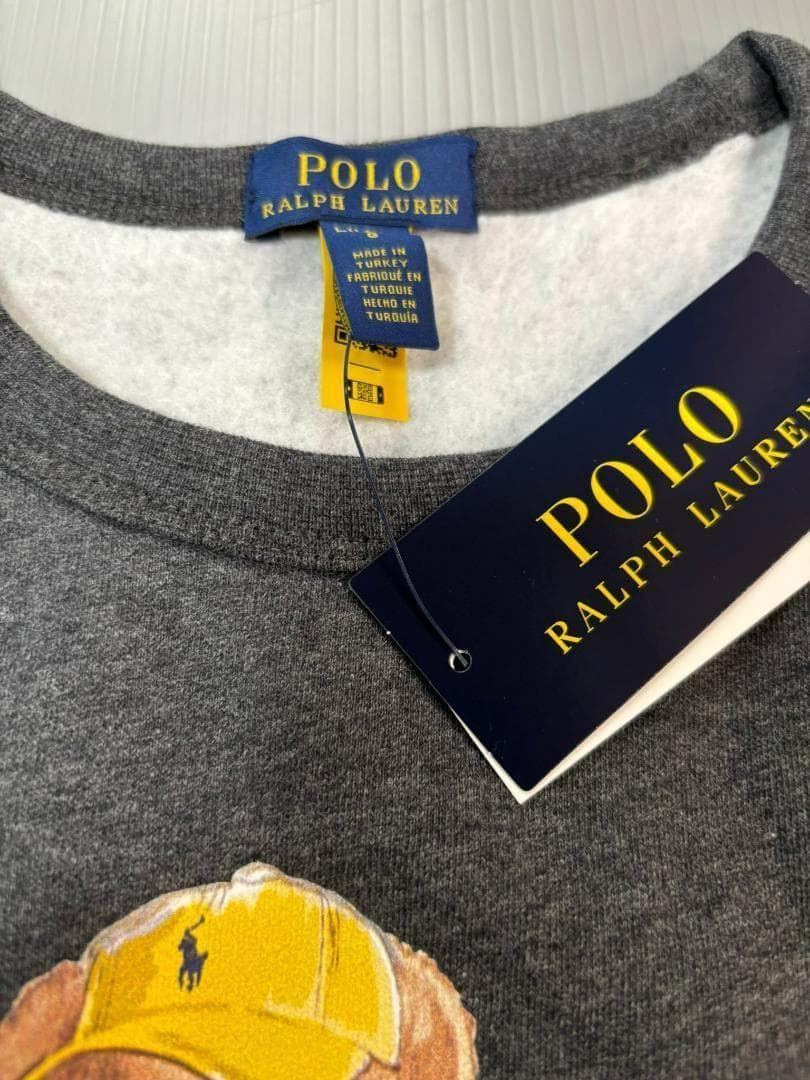 POLO
RALPH LAUREN
MADE IN
TURKEY
FABRIQUÉ EN
TURQUIE
HECHO EN
TURQUÍA
POLO
RALPH LAUREN